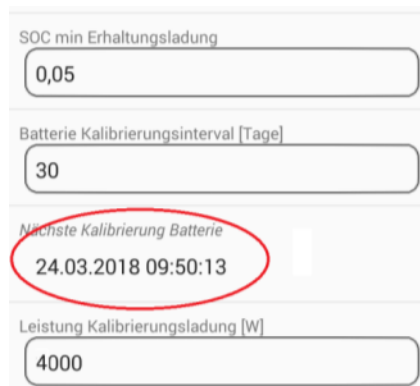 SOC min Erhaltungsladung
0,05
Batterie Kalibrierungsinterval [Tage]
30
Nächste Kalibrierung Batterie
24.03.2018 09:50:13
Leistung Kalibrierungsladung [W]
4000